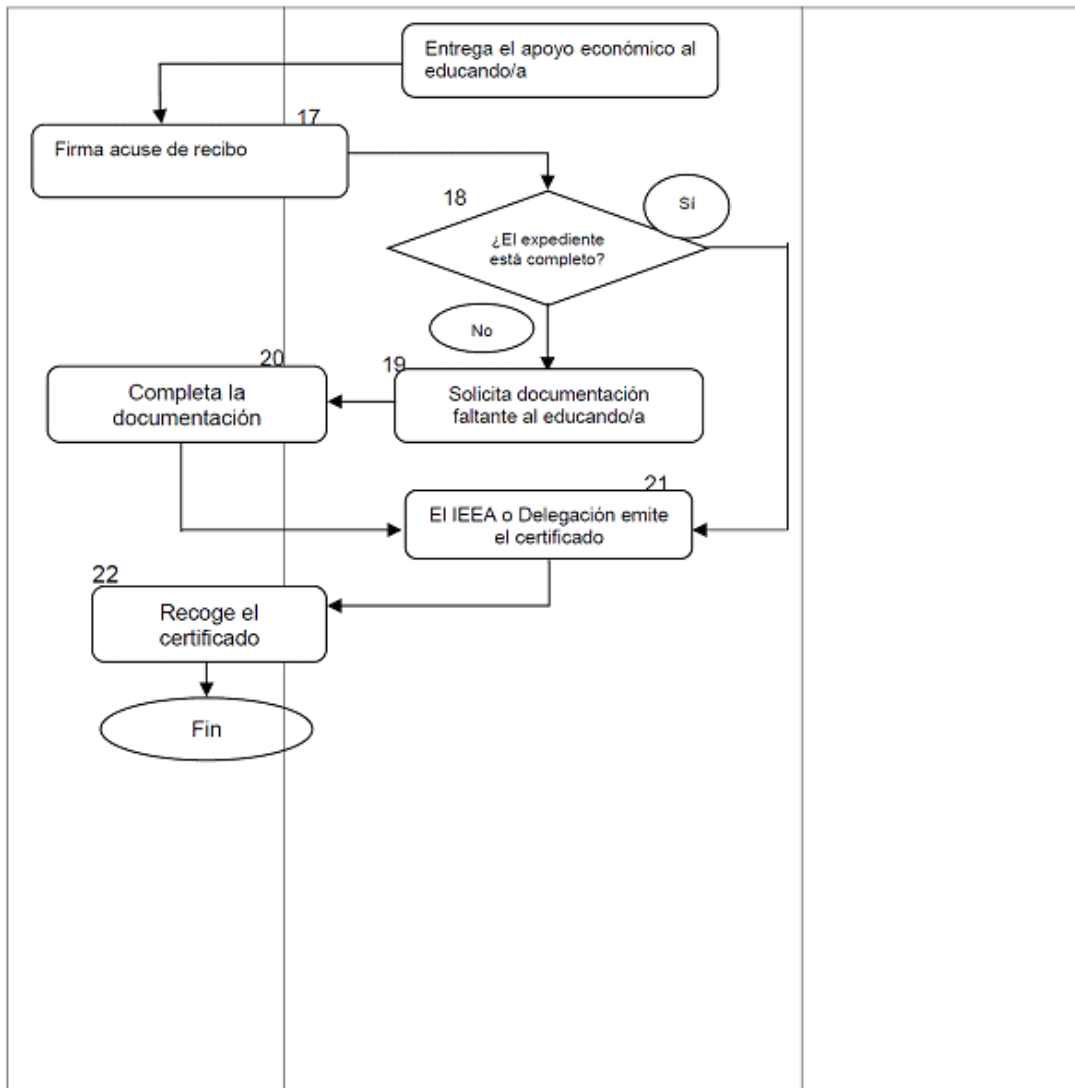 Entrega el apoyo económico al
educando/a
17
Firma acuse de recibo
18
Sí
¿El expediente
está completo?
No
20
Completa la
documentación
19
Solicita documentación
faltante al educando/a
21
El IEEA o Delegación emite
el certificado
22
Recoge el
certificado
Fin